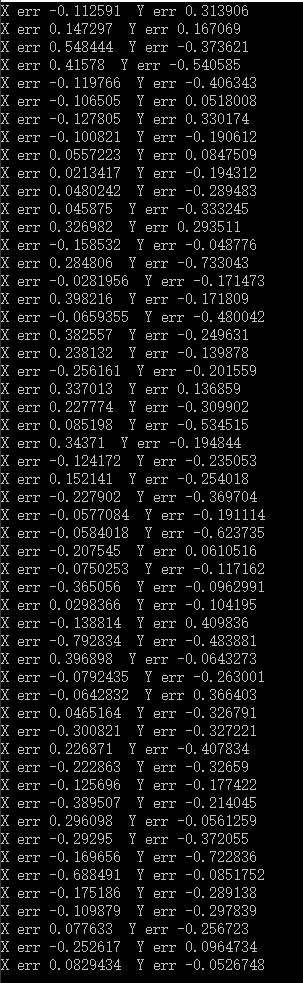 X err -0.112591  Y err 0.313906
X err 0.147297  Y err 0.167069
X err 0.548444  Y err -0.373621
X err 0.41578  Y err -0.540585
X err -0.119766  Y err -0.406343
X err -0.106505  Y err 0.0518008
X err -0.127805  Y err 0.330174
X err -0.100821  Y err -0.190612
X err 0.0557223  Y err 0.0847509
X err 0.0213417  Y err -0.194312
X err 0.0480242  Y err -0.289483
X err 0.045875  Y err -0.333245
X err 0.326982  Y err 0.293511
X err -0.158532  Y err -0.048776
X err 0.284806  Y err -0.733043
X err -0.0281956  Y err -0.171473
X err 0.398216  Y err -0.171809
X err -0.0659355  Y err -0.480042
X err 0.382557  Y err -0.249631
X err 0.238132  Y err -0.139878
X err -0.256161  Y err -0.201559
X err 0.337013  Y err 0.136859
X err 0.227774  Y err -0.309902
X err 0.085198  Y err -0.534515
X err 0.34371  Y err -0.194844
X err -0.124172  Y err -0.235053
X err 0.152141  Y err -0.254018
X err -0.227902  Y err -0.369704
X err -0.0577084  Y err -0.191114
X err -0.0584018  Y err -0.623735
X err -0.207545  Y err 0.0610516
X err -0.0750253  Y err -0.117162
X err -0.365056  Y err -0.0962991
X err 0.0298366  Y err -0.104195
X err -0.138814  Y err 0.409836
X err -0.792834  Y err -0.483881
X err 0.396898  Y err -0.0643273
X err -0.0792435  Y err -0.263001
X err -0.0642832  Y err 0.366403
X err 0.0465164  Y err -0.326791
X err -0.300821  Y err -0.327221
X err 0.226871  Y err -0.407834
X err -0.222863  Y err -0.32659
X err -0.125696  Y err -0.177422
X err -0.389507  Y err -0.214045
X err 0.296098  Y err -0.0561259
X err -0.29295  Y err -0.372055
X err -0.169656  Y err -0.722836
X err -0.688491  Y err -0.0851752
X err -0.175186  Y err -0.289138
X err -0.109879  Y err -0.297839
X err 0.077633  Y err -0.256723
X err -0.252617  Y err 0.0964734
X err 0.0829434  Y err -0.0526748